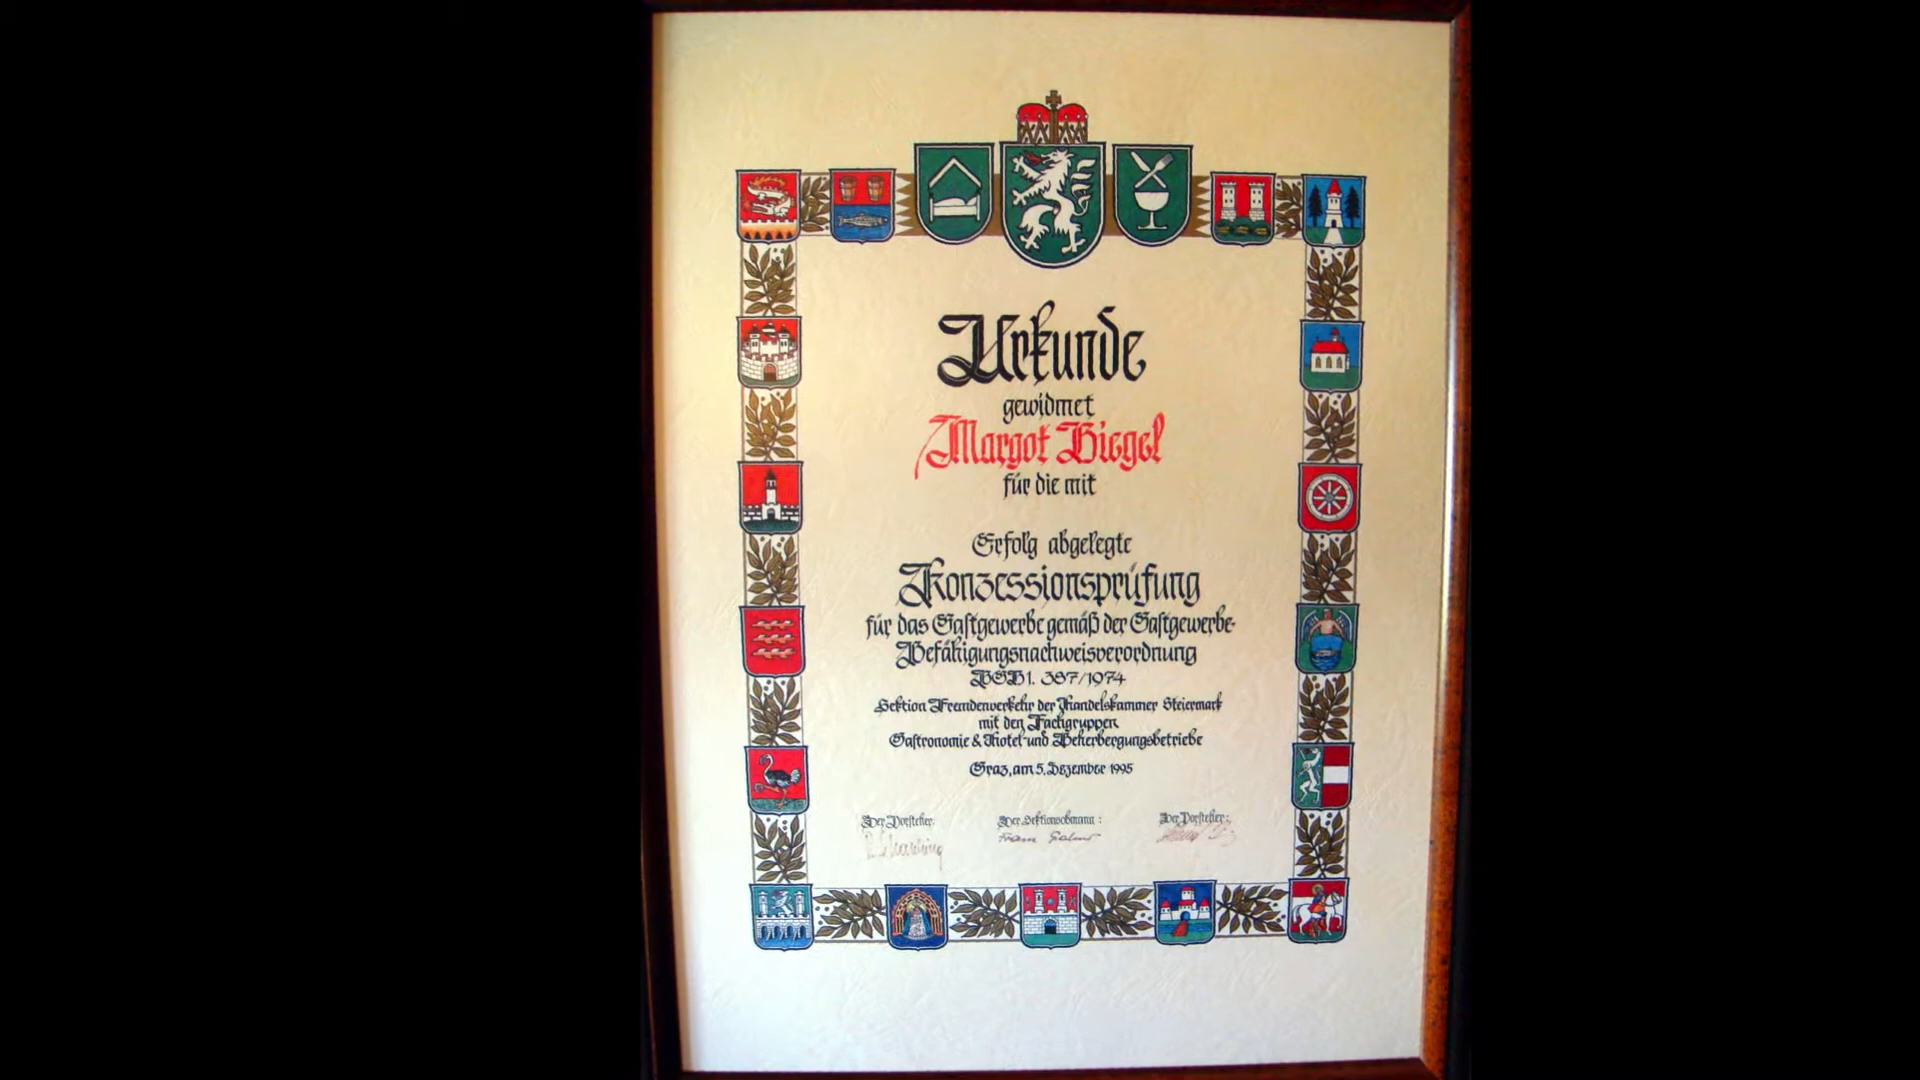 Urkunde
gewidmet
Margot Biegel
für die mit
Erfolg abgelegte
Konzessionsprüfung
für das Gastgewerbe gemäß der Gastgewerbe-
Befähigungsnachweisverordnung
BGBl. 387/1974
Sektion Fremdenverkehr der Handelskammer Steiermark
mit den Fachgruppen
Gastronomie & Hotel- und Beherbergungsbetriebe
Graz, am 5. Dezember 1995
Der Vorsteher: Der Sektionsobmann: Der Vorsteher: